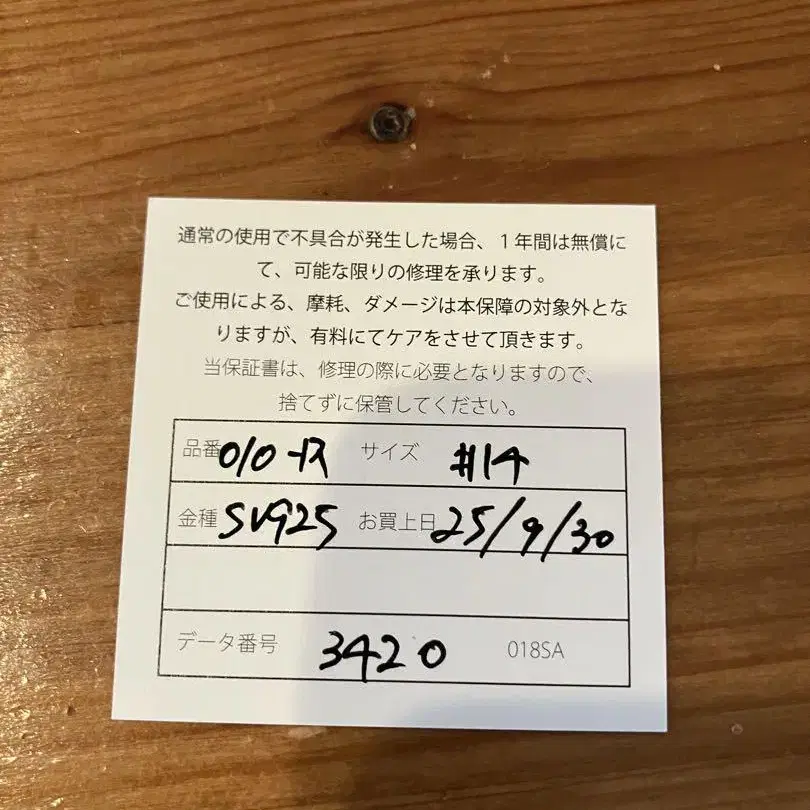 通常の使用で不具合が発生した場合、１年間は無償に
て、可能な限りの修理を承ります。
ご使用による、摩耗、ダメージは本保障の対象外とな
りますが、有料にてケアをさせて頂きます。
当保証書は、修理の際に必要となりますので、
捨てずに保管してください。
品番 010 サイズ #14
金種 SV925 お買上日 25/9/30
データ番号 3420 018SA